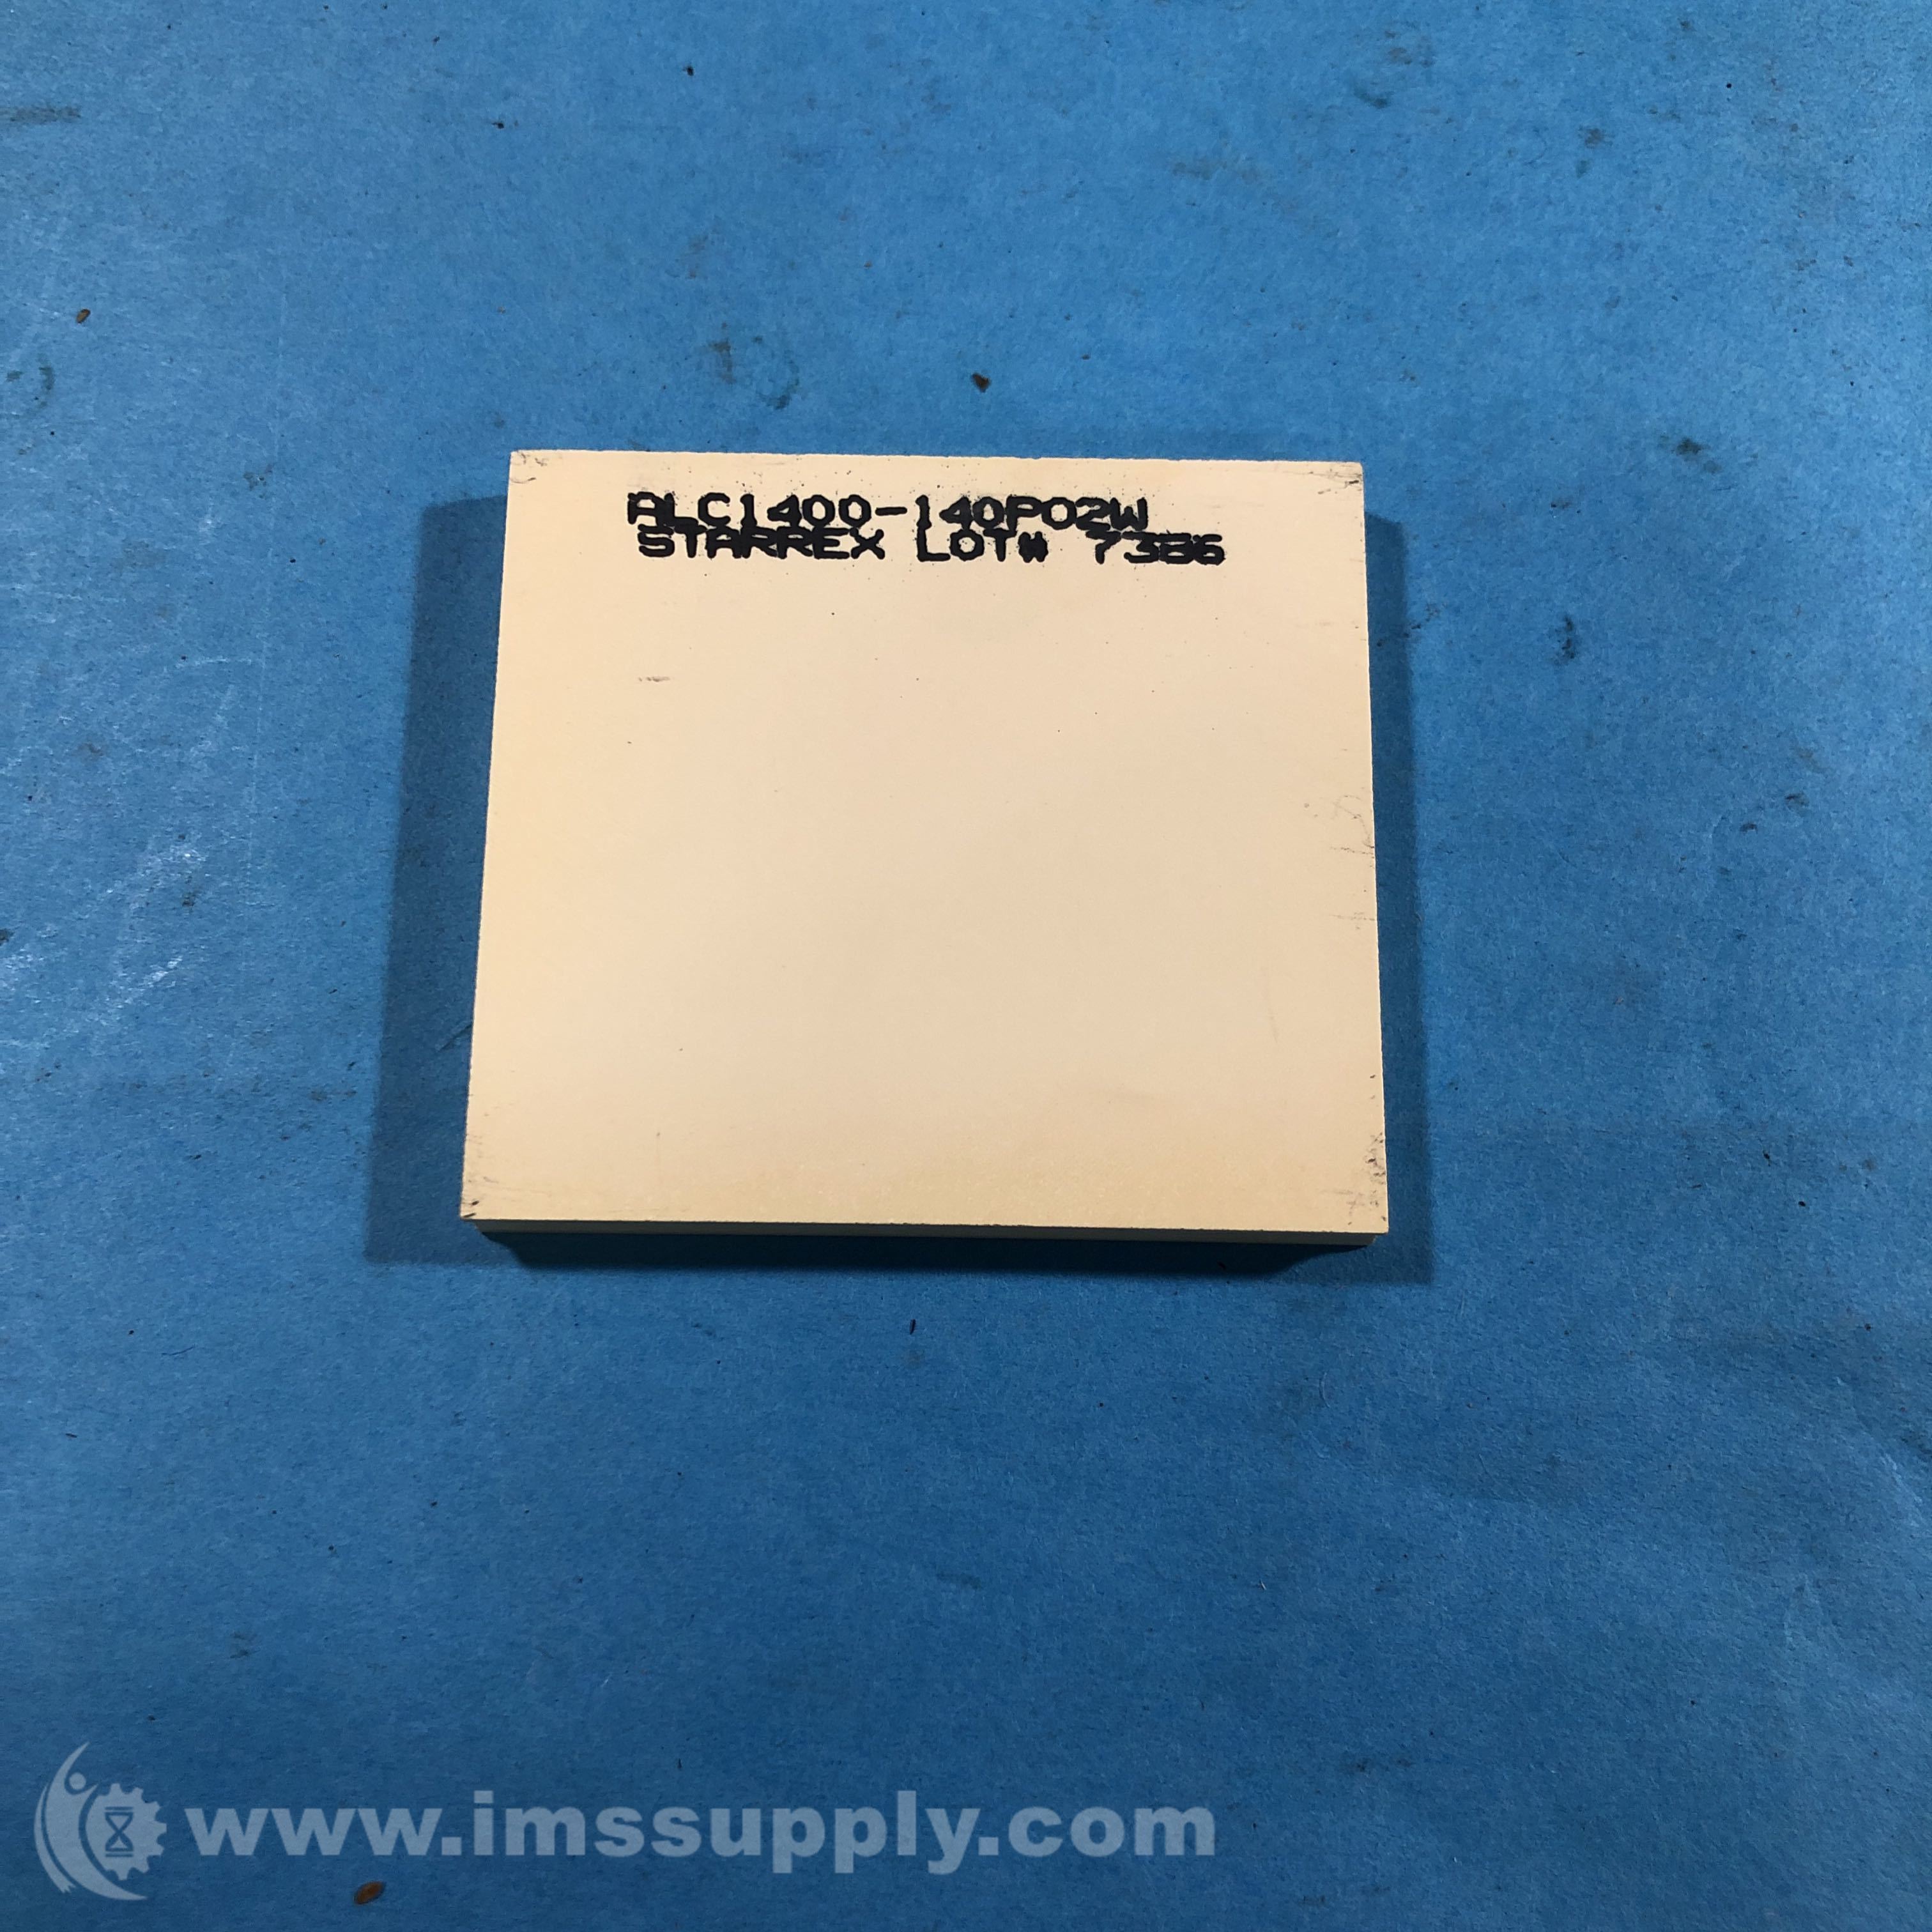 ALC1400-140P02W
STARREX LOT# 7386
www.imssupply.com